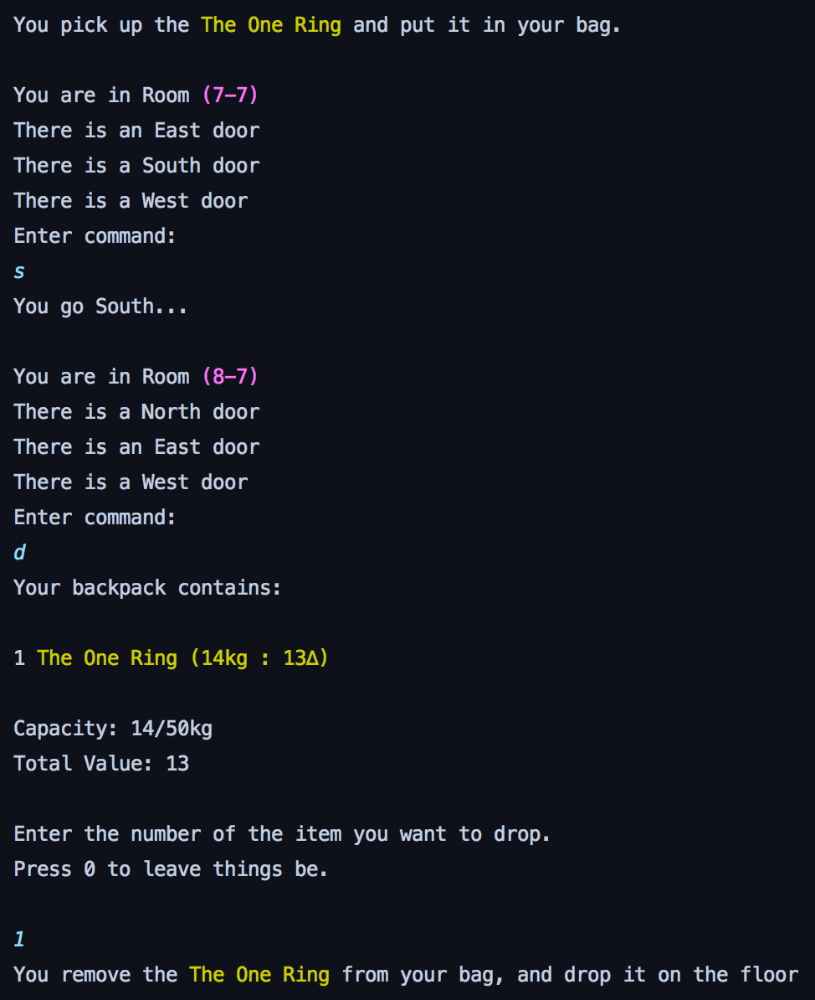 You pick up the The One Ring and put it in your bag.
You are in Room (7-7)
There is an East door
There is a South door
There is a West door
Enter command:
s
You go South...
You are in Room (8-7)
There is a North door
There is an East door
There is a West door
Enter command:
d
Your backpack contains:
1 The One Ring (14kg : 13∆)
Capacity: 14/50kg
Total Value: 13
Enter the number of the item you want to drop.
Press 0 to leave things be.
1
You remove the The One Ring from your bag, and drop it on the floor